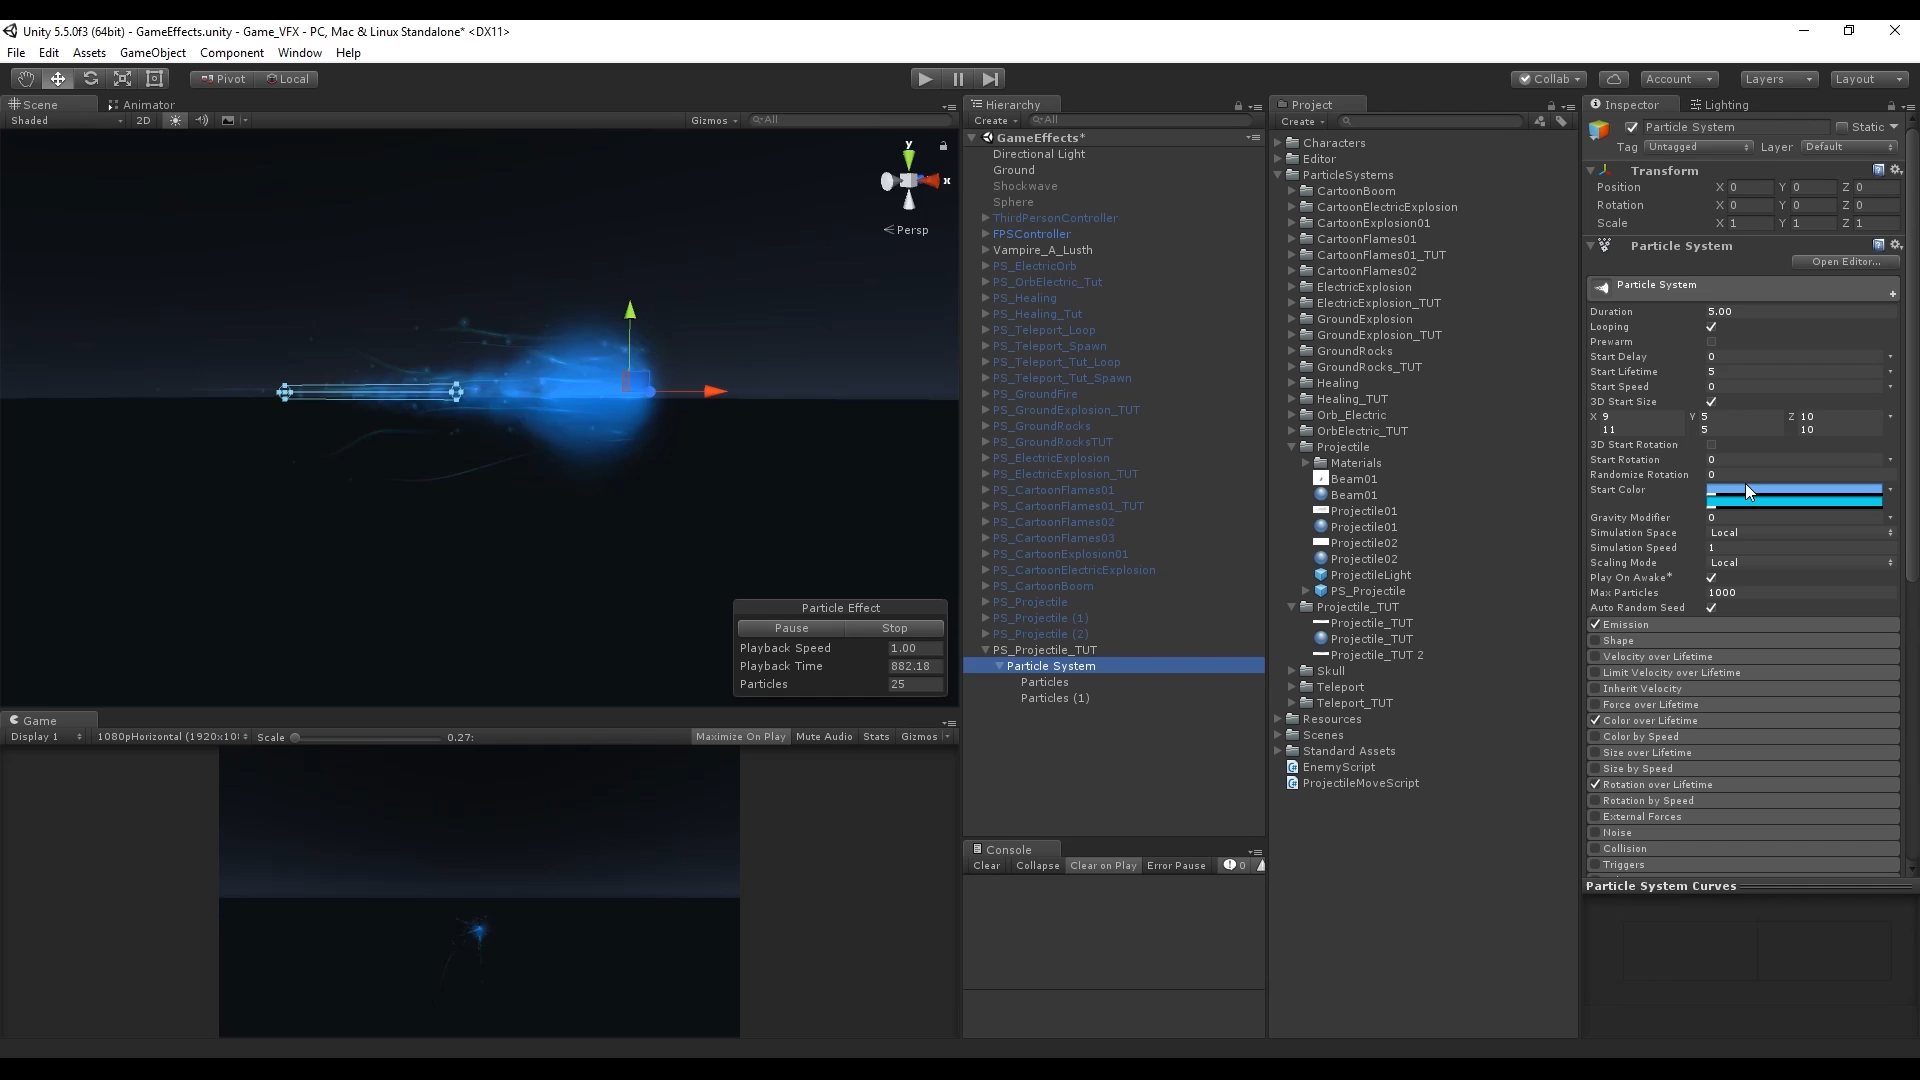 Unity 5.5.0f3 (64bit) - GameEffects.unity - Game_VFX - PC, Mac & Linux Standalone* <DX11>
File Edit Assets GameObject Component Window Help
Pivot Local
Collab Account Layers Layout
Scene Animator
Shaded 2D Gizmos All
y
x
Persp
Particle Effect
Pause Stop
Playback Speed 1.00
Playback Time 882.18
Particles 25
Game
Display 1 1080pHorizontal (1920x10 Scale 0.27: Maximize On Play Mute Audio Stats Gizmos
Hierarchy
Create All
GameEffects*
Directional Light
Ground
Shockwave
Sphere
ThirdPersonController
FPSController
Vampire_A_Lusth
PS_ElectricOrb
PS_OrbElectric_Tut
PS_Healing
PS_Healing_Tut
PS_Teleport_Loop
PS_Teleport_Spawn
PS_Teleport_Tut_Loop
PS_Teleport_Tut_Spawn
PS_GroundFire
PS_GroundExplosion_TUT
PS_GroundRocks
PS_GroundRocksTUT
PS_ElectricExplosion
PS_ElectricExplosion_TUT
PS_CartoonFlames01
PS_CartoonFlames01_TUT
PS_CartoonFlames02
PS_CartoonFlames03
PS_CartoonExplosion01
PS_CartoonElectricExplosion
PS_CartoonBoom
PS_Projectile
PS_Projectile (1)
PS_Projectile (2)
PS_Projectile_TUT
Particle System
Particles
Particles (1)
Console
Clear Collapse Clear on Play Error Pause 0
Project
Create
Characters
Editor
ParticleSystems
CartoonBoom
CartoonElectricExplosion
CartoonExplosion01
CartoonFlames01
CartoonFlames01_TUT
CartoonFlames02
ElectricExplosion
ElectricExplosion_TUT
GroundExplosion
GroundExplosion_TUT
GroundRocks
GroundRocks_TUT
Healing
Healing_TUT
Orb_Electric
OrbElectric_TUT
Projectile
Materials
Beam01
Beam01
Projectile01
Projectile01
Projectile02
Projectile02
ProjectileLight
PS_Projectile
Projectile_TUT
Projectile_TUT
Projectile_TUT
Projectile_TUT 2
Skull
Teleport
Teleport_TUT
Resources
Scenes
Standard Assets
EnemyScript
ProjectileMoveScript
Inspector Lighting
Particle System Static
Tag Untagged Layer Default
Transform
Position X 0 Y 0 Z 0
Rotation X 0 Y 0 Z 0
Scale X 1 Y 1 Z 1
Particle System
Open Editor...
Particle System
Duration 5.00
Looping
Prewarm
Start Delay 0
Start Lifetime 5
Start Speed 0
3D Start Size
X 9 Y 5 Z 10
11 5 10
3D Start Rotation
Start Rotation 0
Randomize Rotation 0
Start Color
Gravity Modifier 0
Simulation Space Local
Simulation Speed 1
Scaling Mode Local
Play On Awake*
Max Particles 1000
Auto Random Seed
Emission
Shape
Velocity over Lifetime
Limit Velocity over Lifetime
Inherit Velocity
Force over Lifetime
Color over Lifetime
Color by Speed
Size over Lifetime
Size by Speed
Rotation over Lifetime
Rotation by Speed
External Forces
Noise
Collision
Triggers
Particle System Curves